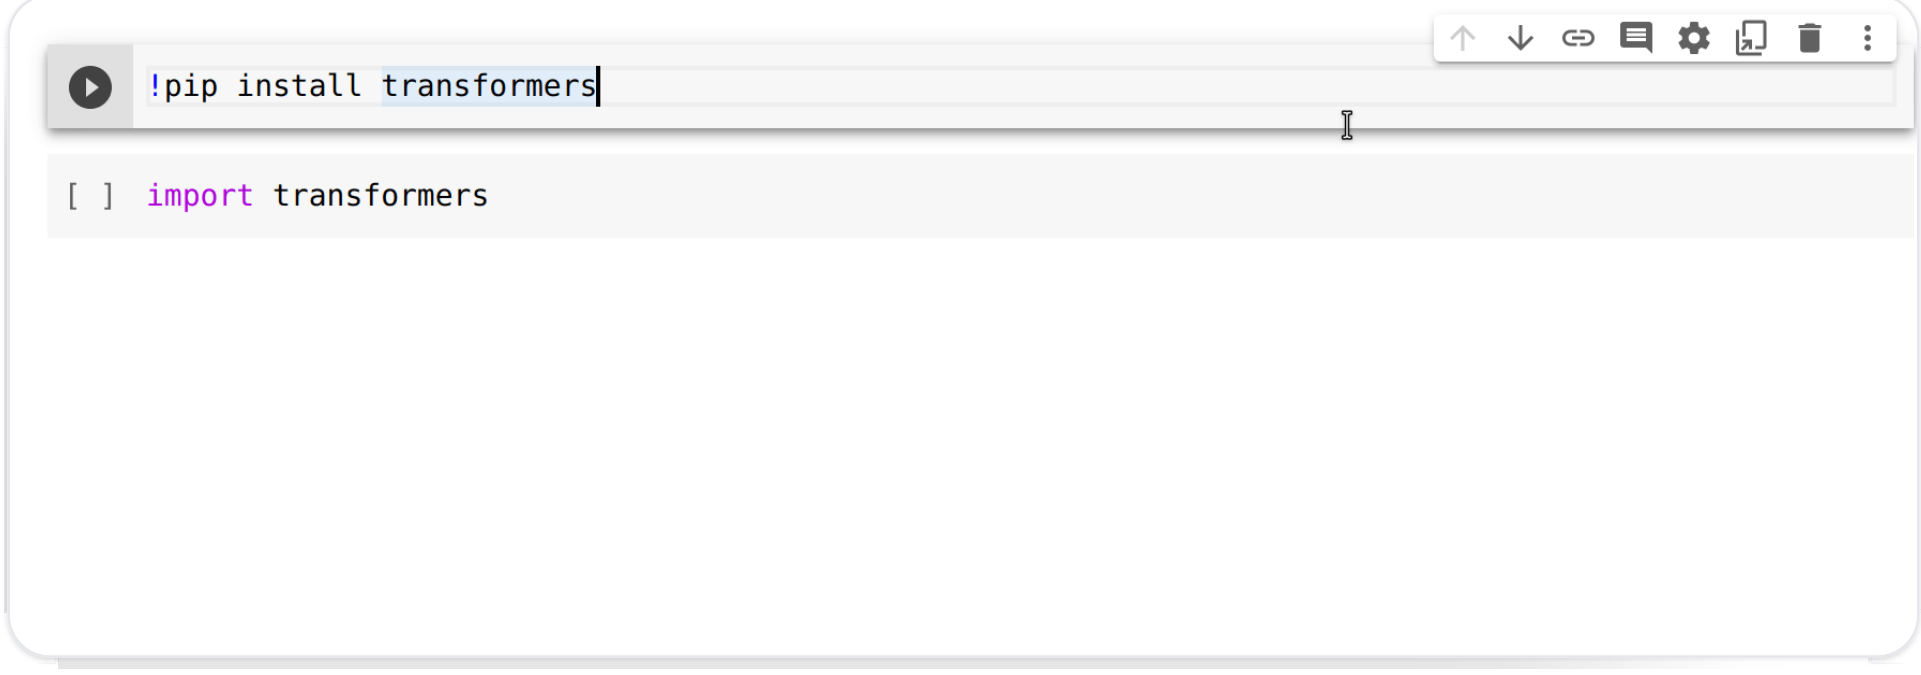 !pip install transformers
[ ] import transformers